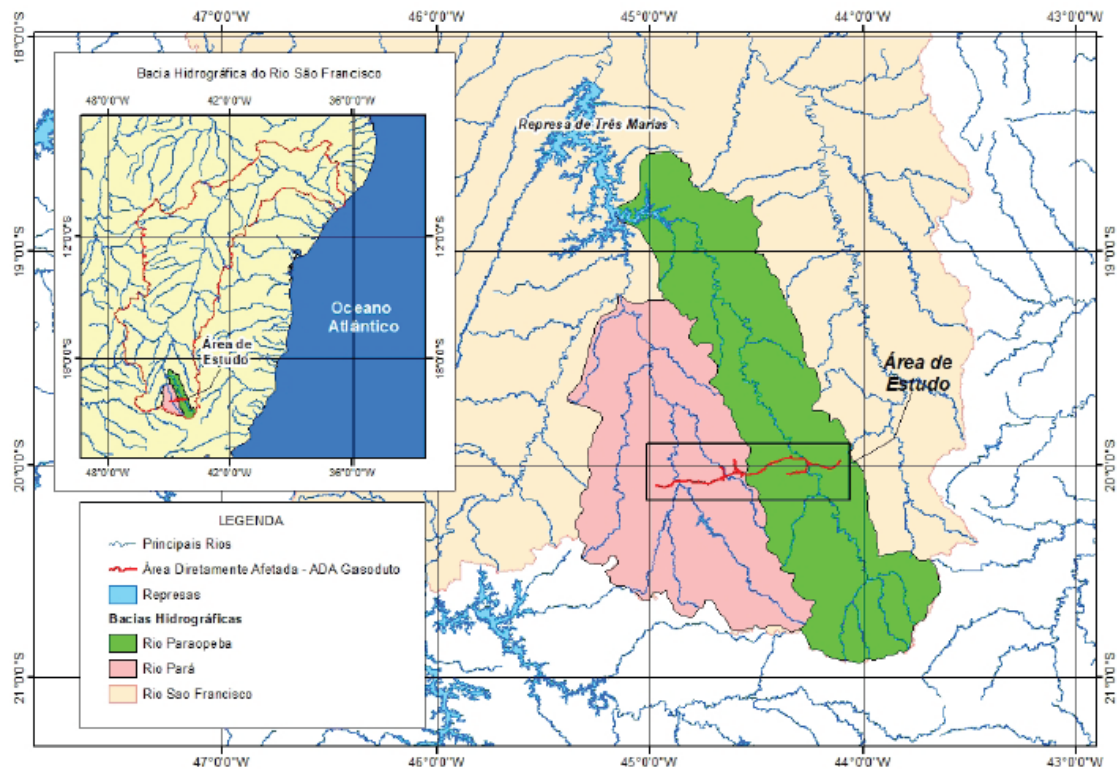 47°0'0"W
46°0'0"W
45°0'0"W
44°0'0"W
43°0'0"W
18°0'0"S
18°0'0"S
Bacia Hidrográfica do Rio São Francisco
48°0'0"W
42°0'0"W
36°0'0"W
Represa de Três Marias
12°0'0"S
12°0'0"S
19°0'0"S
19°0'0"S
Oceano
Atlântico
Área de
Estudo
18°0'0"S
18°0'0"S
Área de
Estudo
48°0'0"W
42°0'0"W
36°0'0"W
20°0'0"S
20°0'0"S
LEGENDA
Principais Rios
Área Diretamente Afetada - ADA Gasoduto
Represas
Bacias Hidrográficas
Rio Paraopeba
Rio Pará
Rio Sao Francisco
21°0'0"S
21°0'0"S
47°0'0"W
46°0'0"W
45°0'0"W
44°0'0"W
43°0'0"W